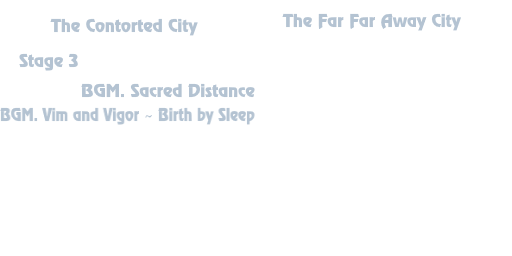 The Contorted City
The Far Far Away City
Stage 3
BGM. Sacred Distance
BGM. Vim and Vigor ~ Birth by Sleep